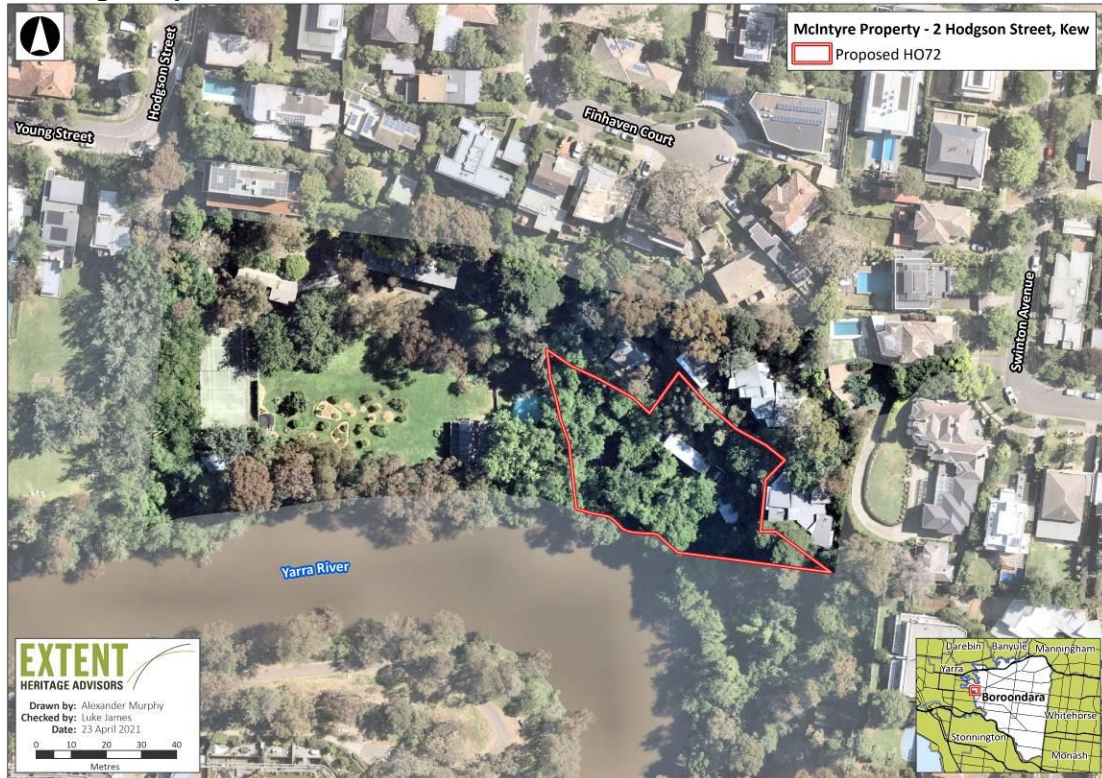 McIntyre Property - 2 Hodgson Street, Kew
Proposed HO72
Hodgson Street
Young Street
Finhaven Court
Swinton Avenue
Yarra River
EXTENT
HERITAGE ADVISORS
Drawn by: Alexander Murphy
Checked by: Luke James
Date: 23 April 2021
0 10 20 30 40
Metres
Darebin Banyule Manningham
Yarra
Boroondara
Whitehorse
Stonnington
Monash